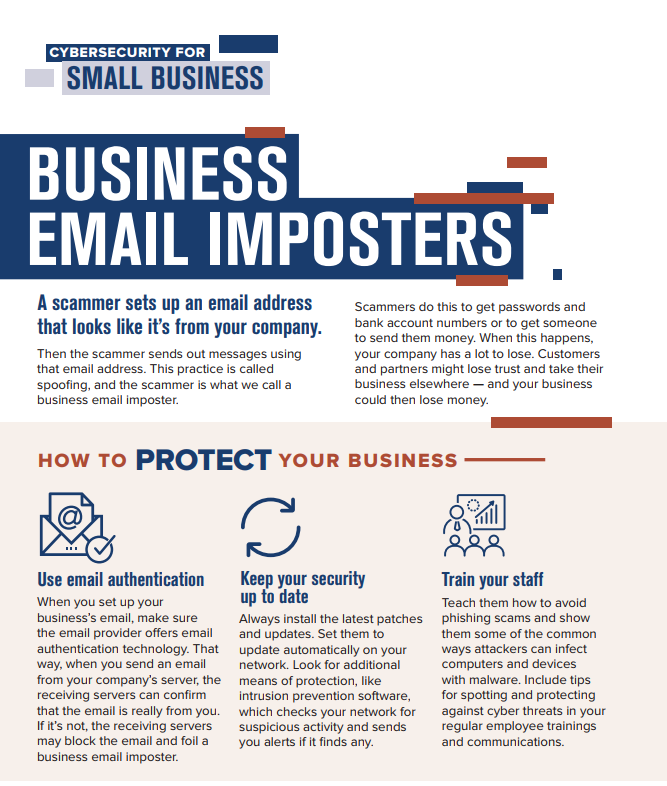 CYBERSECURITY FOR
SMALL BUSINESS
BUSINESS
EMAIL IMPOSTERS
A scammer sets up an email address
that looks like it’s from your company.
Then the scammer sends out messages using
that email address. This practice is called
spoofing, and the scammer is what we call a
business email imposter.
Scammers do this to get passwords and
bank account numbers or to get someone
to send them money. When this happens,
your company has a lot to lose. Customers
and partners might lose trust and take their
business elsewhere — and your business
could then lose money.
HOW TO PROTECT YOUR BUSINESS
@
Use email authentication
When you set up your
business’s email, make sure
the email provider offers email
authentication technology. That
way, when you send an email
from your company’s server, the
receiving servers can confirm
that the email is really from you.
If it’s not, the receiving servers
may block the email and foil a
business email imposter.
Keep your security
up to date
Always install the latest patches
and updates. Set them to
update automatically on your
network. Look for additional
means of protection, like
intrusion prevention software,
which checks your network for
suspicious activity and sends
you alerts if it finds any.
Train your staff
Teach them how to avoid
phishing scams and show
them some of the common
ways attackers can infect
computers and devices
with malware. Include tips
for spotting and protecting
against cyber threats in your
regular employee trainings
and communications.